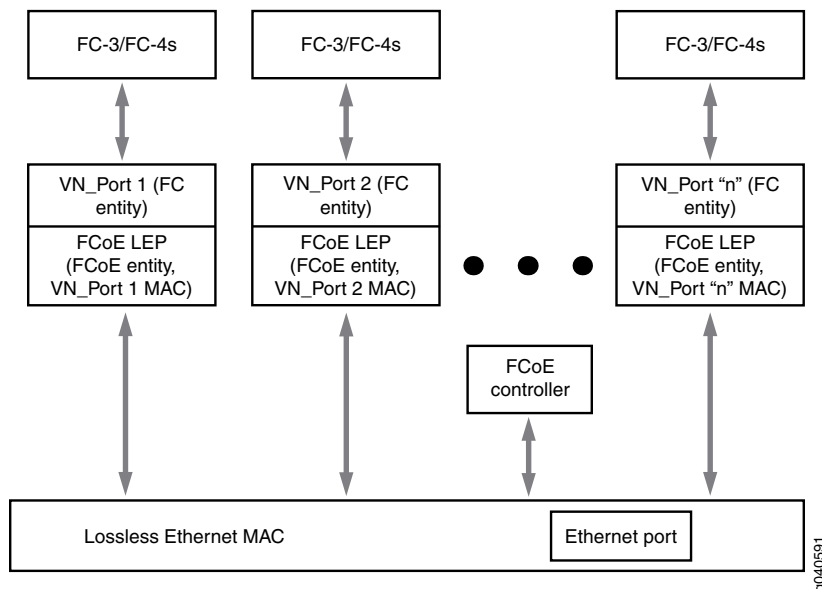 FC-3/FC-4s
FC-3/FC-4s
FC-3/FC-4s
VN_Port 1 (FC
entity)
FCoE LEP
(FCoE entity,
VN_Port 1 MAC)
VN_Port 2 (FC
entity)
FCoE LEP
(FCoE entity,
VN_Port 2 MAC)
VN_Port “n” (FC
entity)
FCoE LEP
(FCoE entity,
VN_Port “n” MAC)
FCoE
controller
Lossless Ethernet MAC
Ethernet port
g040591